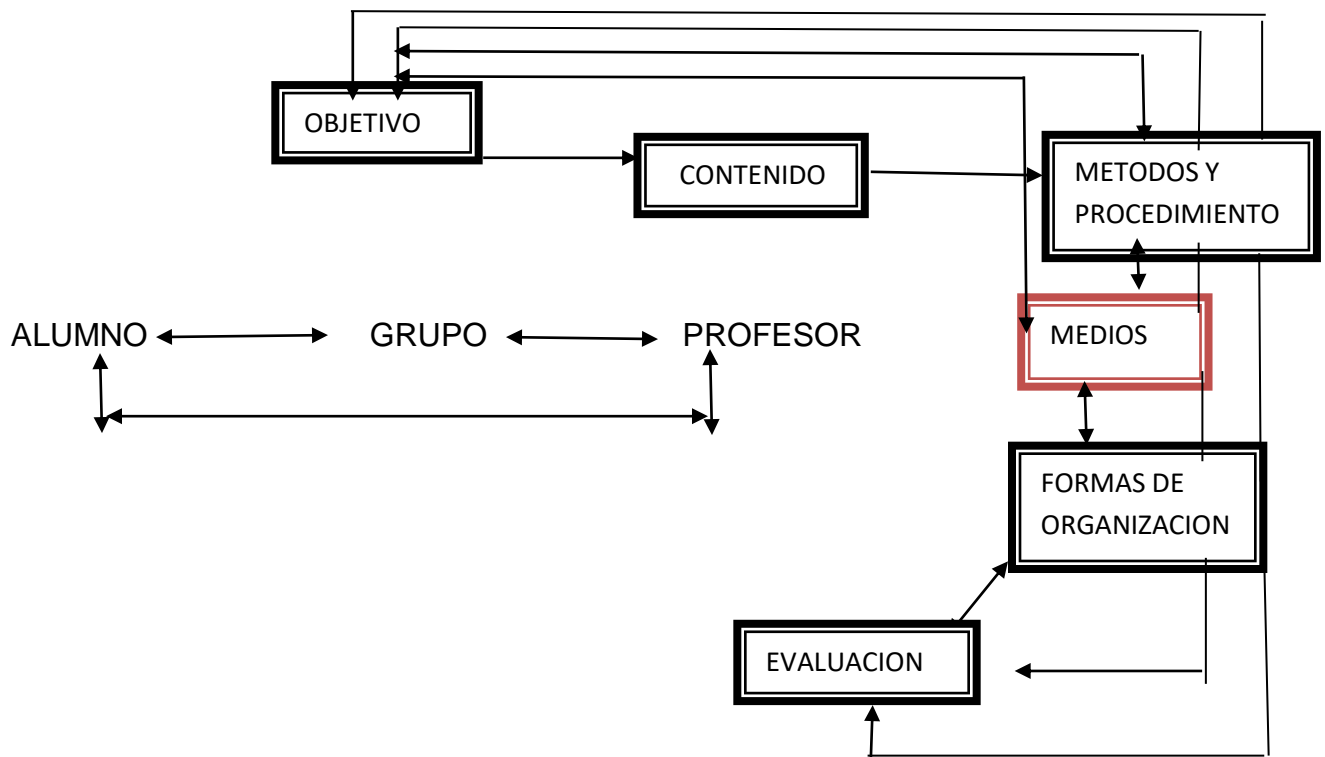 OBJETIVO
CONTENIDO
METODOS Y
PROCEDIMIENTO
ALUMNO GRUPO PROFESOR
MEDIOS
FORMAS DE
ORGANIZACION
EVALUACION